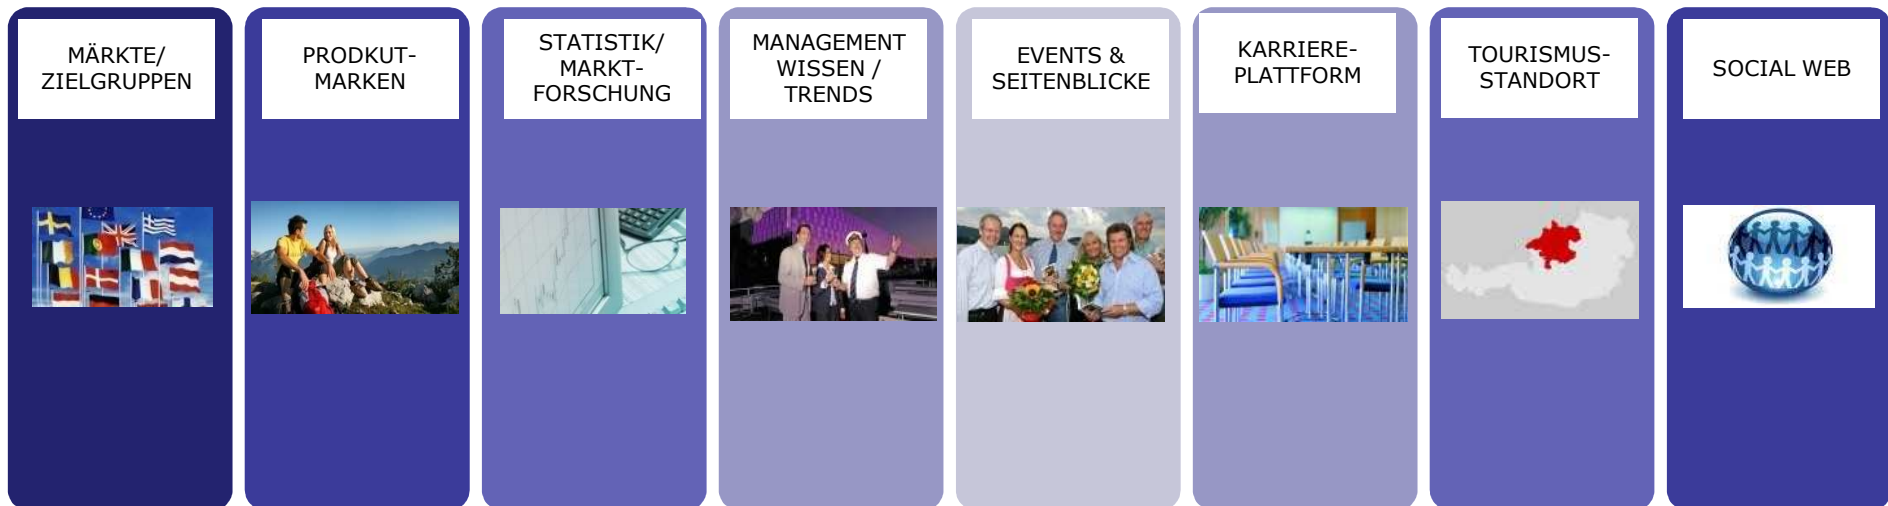 MÄRKTE/
ZIELGRUPPEN
PRODKUT-
MARKEN
STATISTIK/
MARKT-
FORSCHUNG
MANAGEMENT
WISSEN /
TRENDS
EVENTS &
SEITENBLICKE
KARRIERE-
PLATTFORM
TOURISMUS-
STANDORT
SOCIAL WEB